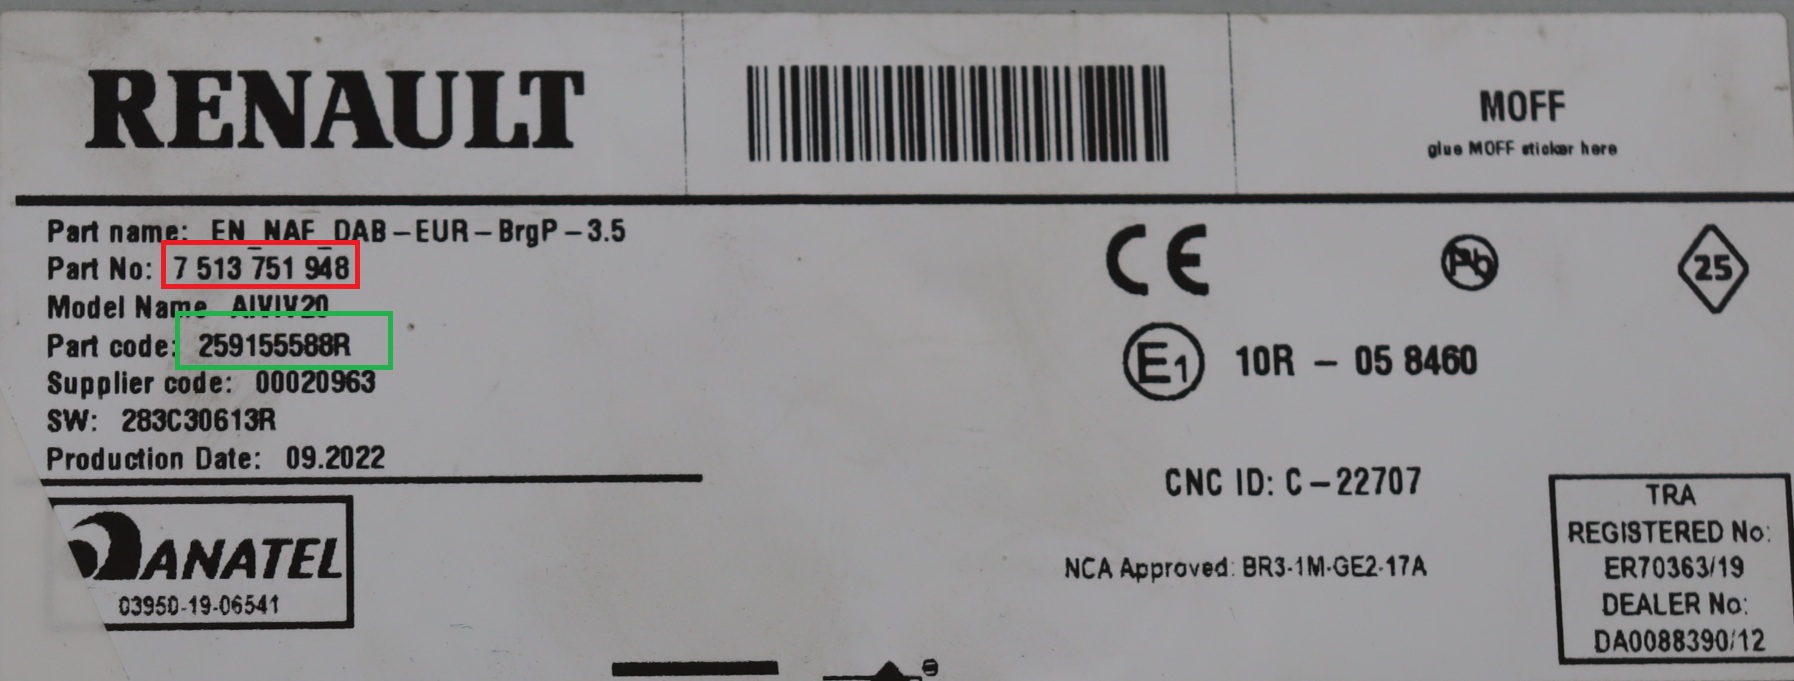 RENAULT
MOFF
glue MOFF sticker here
Part name: EN_NAF_DAB-EUR-BrgP-3.5
Part No: 7 513 751 948
Model Name AIVIV20
Part code: 259155588R
Supplier code: 00020963
SW: 283C30613R
Production Date: 09.2022
CE
Pb
25
E1 10R - 05 8460
CNC ID: C-22707
NCA Approved: BR3-1M-GE2-17A
ANATEL
03950-19-06541
TRA
REGISTERED No:
ER70363/19
DEALER No:
DA0088390/12